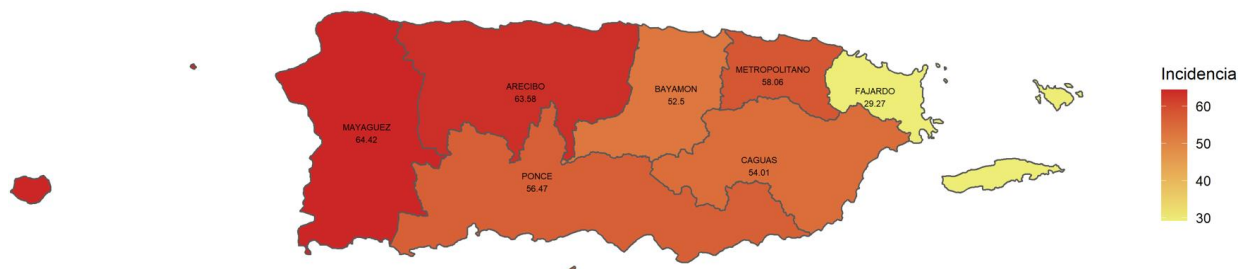 ARECIBO
63.58
BAYAMON
52.5
METROPOLITANO
58.06
FAJARDO
29.27
MAYAGUEZ
64.42
PONCE
56.47
CAGUAS
54.01
Incidencia
60
50
40
30